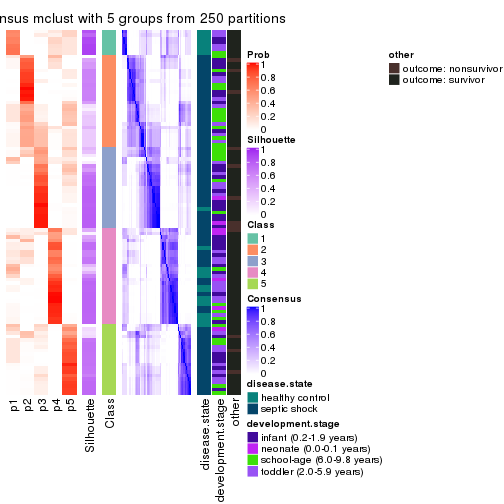 nsus mclust with 5 groups from 250 partitions
Prob
1
0.8
0.6
0.4
0.2
0
Silhouette
1
0.8
0.6
0.4
0.2
0
Class
1
2
3
4
5
Consensus
1
0.8
0.6
0.4
0.2
0
disease.state
healthy control
septic shock
development.stage
infant (0.2-1.9 years)
neonate (0.0-0.1 years)
school-age (6.0-9.8 years)
toddler (2.0-5.9 years)
other
outcome: nonsurvivor
outcome: survivor
p1
p2
p3
p4
p5
Silhouette
Class
disease.state
development.stage
other